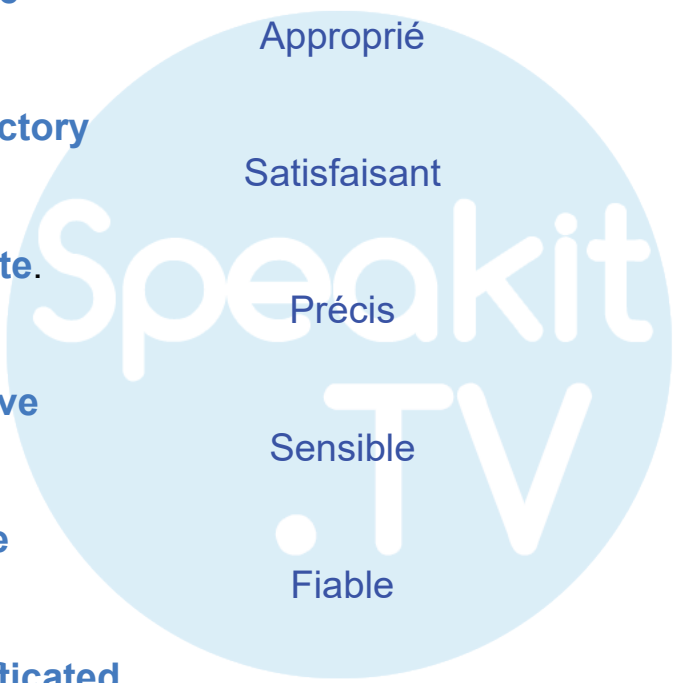 Approprié
ctory
Satisfaisant
te.
Speakit
Précis
ve
.TV
Sensible
e
Fiable
ticated